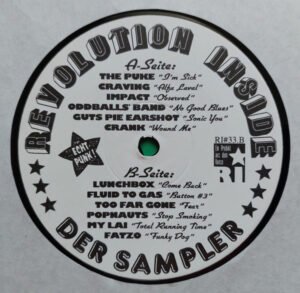 REVOLUTION INSIDE
A-Seite:
THE PUKE "I'm Sick"
CRAVING "Alfa Level"
IMPACT "Observed"
ODDBALLS' BAND "No Good Blues"
GUTS PIE EARSHOT "Sonic You"
CRANK "Wound Me"
ECHT PUNK!
RI#33 B
B-Seite:
LUNCHBOX "Come Back"
FLUID TO GAS "Button #3"
TOO FAR GONE "Fear"
POPNAUTS "Stop Smoking"
MY LAI "Total Running Time"
FATZO "Funky Dog"
DER SAMPLER